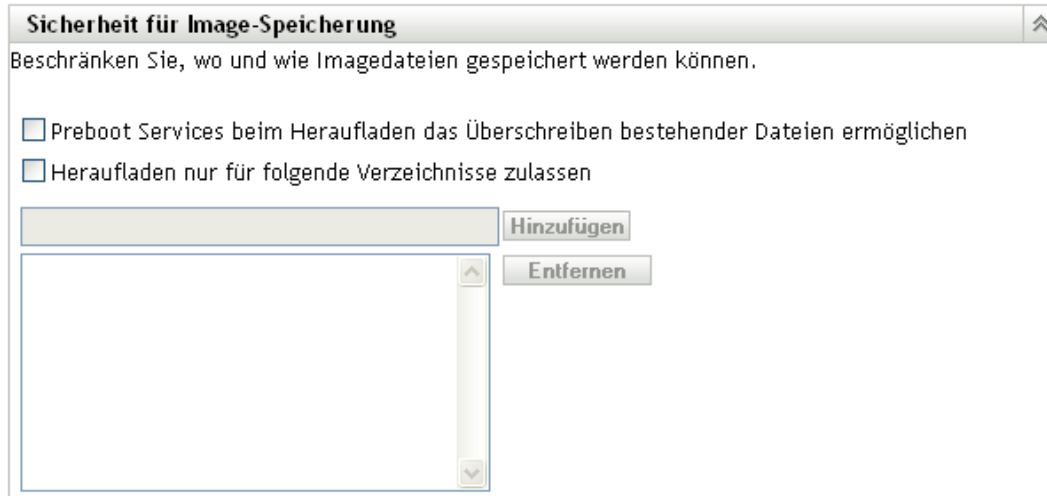 Sicherheit für Image-Speicherung
Beschränken Sie, wo und wie Imagedateien gespeichert werden können.
Preboot Services beim Heraufladen das Überschreiben bestehender Dateien ermöglichen
Heraufladen nur für folgende Verzeichnisse zulassen
Hinzufügen
Entfernen